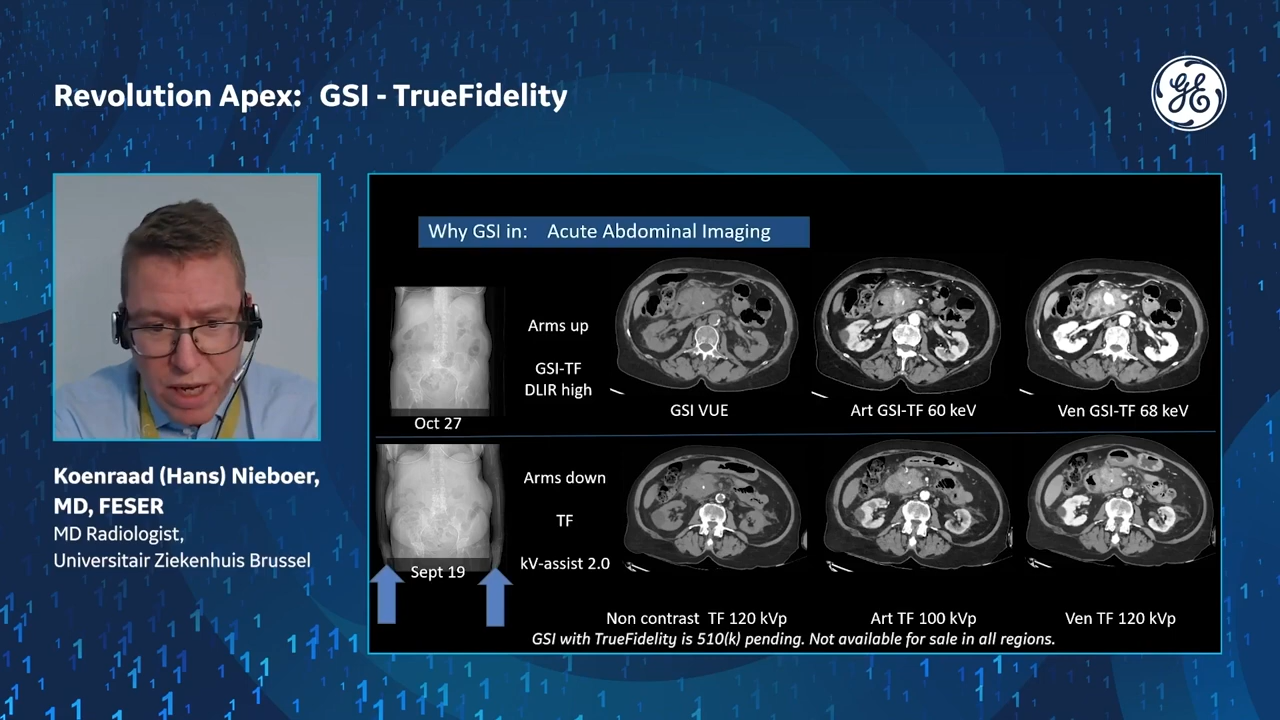 Revolution Apex: GSI - TrueFidelity
GE
Koenraad (Hans) Nieboer,
MD, FESER
MD Radiologist,
Universitair Ziekenhuis Brussel
Why GSI in: Acute Abdominal Imaging
Arms up
GSI-TF
DLIR high
Oct 27
GSI VUE
Art GSI-TF 60 keV
Ven GSI-TF 68 keV
Arms down
TF
kV-assist 2.0
Sept 19
Non contrast TF 120 kVp
Art TF 100 kVp
Ven TF 120 kVp
GSI with TrueFidelity is 510(k) pending. Not available for sale in all regions.